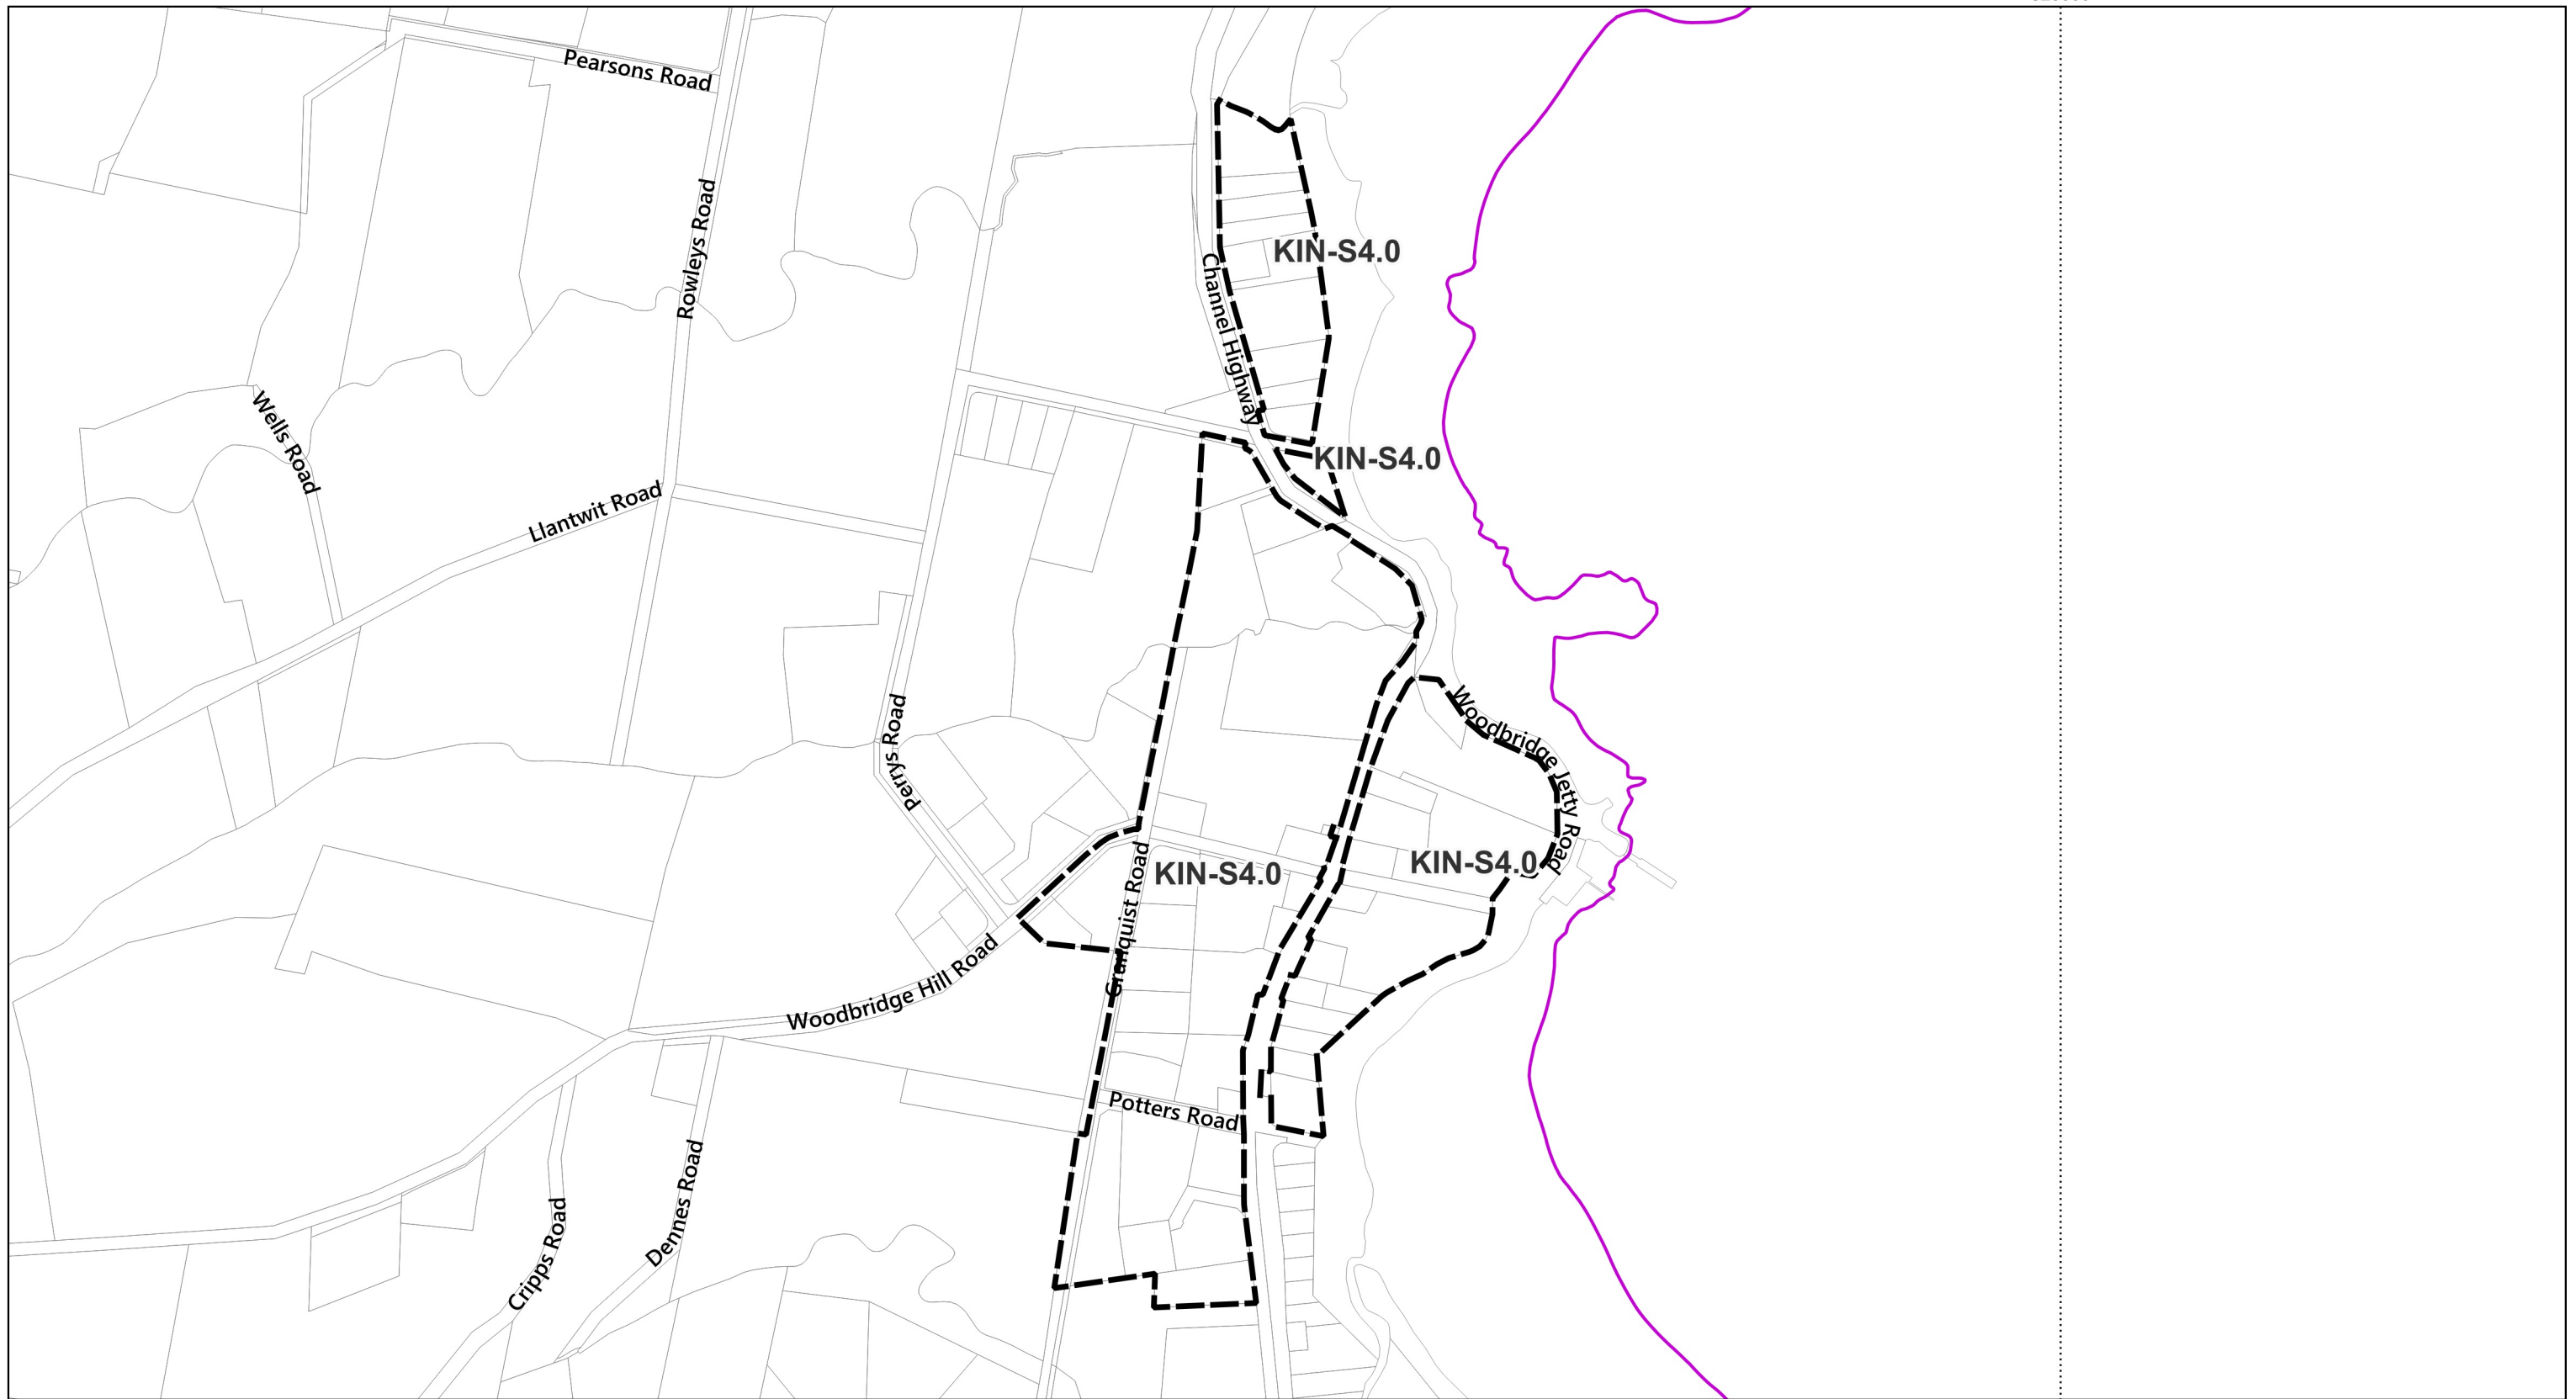 Pearsons Road
Rowleys Road
KIN-S4.0
Channel Highway
Wells Road
KIN-S4.0
Llantwit Road
Woodbridge Jetty Road
Perrys Road
KIN-S4.0
KIN-S4.0
Granquist Road
Woodbridge Hill Road
Potters Road
Dennes Road
Cripps Road